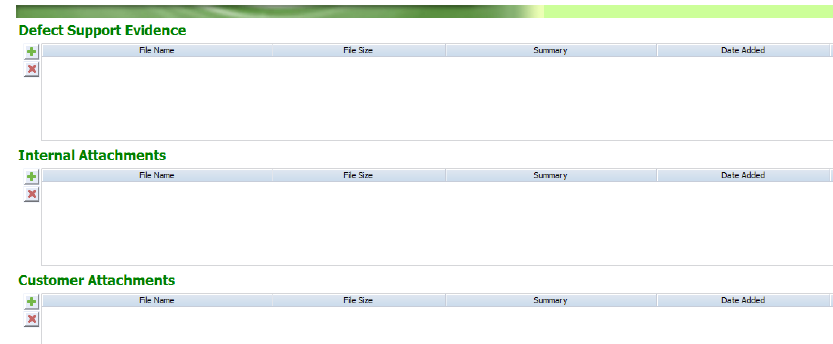 Defect Support Evidence
File Name File Size Summary Date Added
Internal Attachments
File Name File Size Summary Date Added
Customer Attachments
File Name File Size Summary Date Added